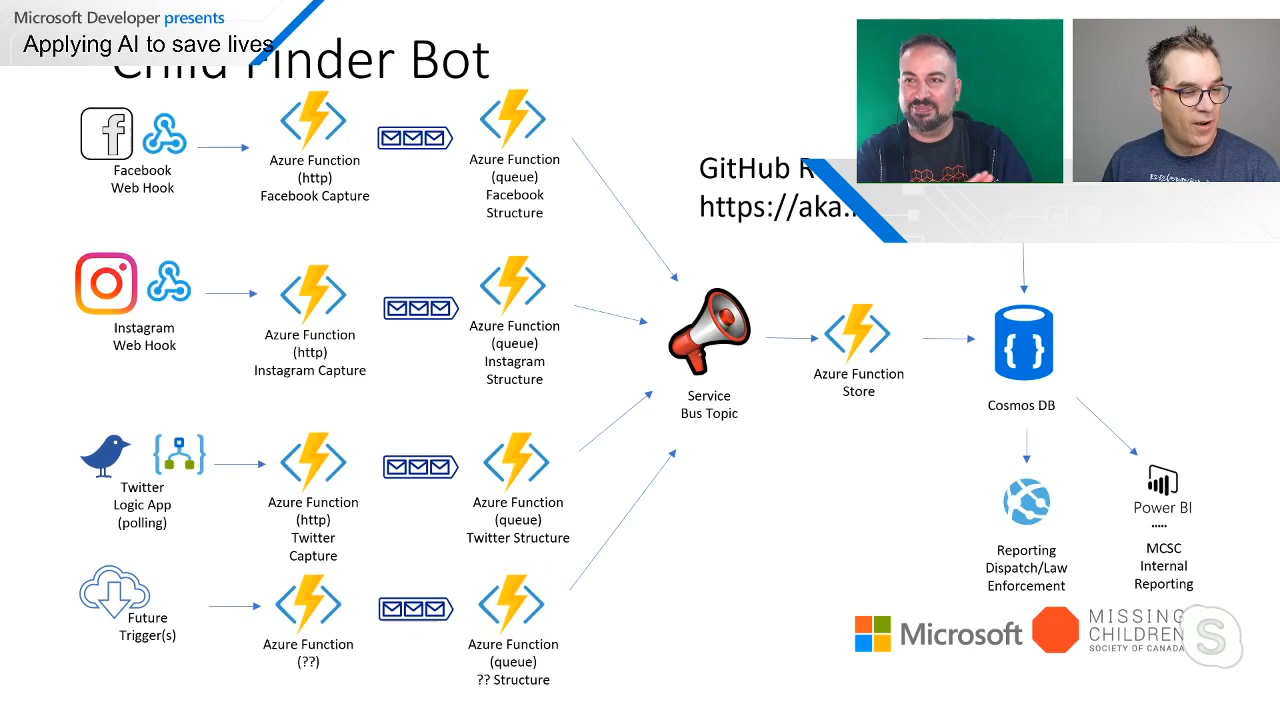 Microsoft Developer presents
Applying AI to save lives
Child Finder Bot
Facebook
Web Hook
Azure Function
(http)
Facebook Capture
Azure Function
(queue)
Facebook
Structure
GitHub
https://aka.
Instagram
Web Hook
Azure Function
(http)
Instagram Capture
Azure Function
(queue)
Instagram
Structure
Service
Bus Topic
Azure Function
Store
Cosmos DB
Twitter
Logic App
(polling)
Azure Function
(http)
Twitter
Capture
Azure Function
(queue)
Twitter Structure
Reporting
Dispatch/Law
Enforcement
Power BI
.....
MCSC
Internal
Reporting
Future
Trigger(s)
Azure Function
(??)
Azure Function
(queue)
?? Structure
Microsoft
MISSING
CHILDREN
SOCIETY OF CANADA